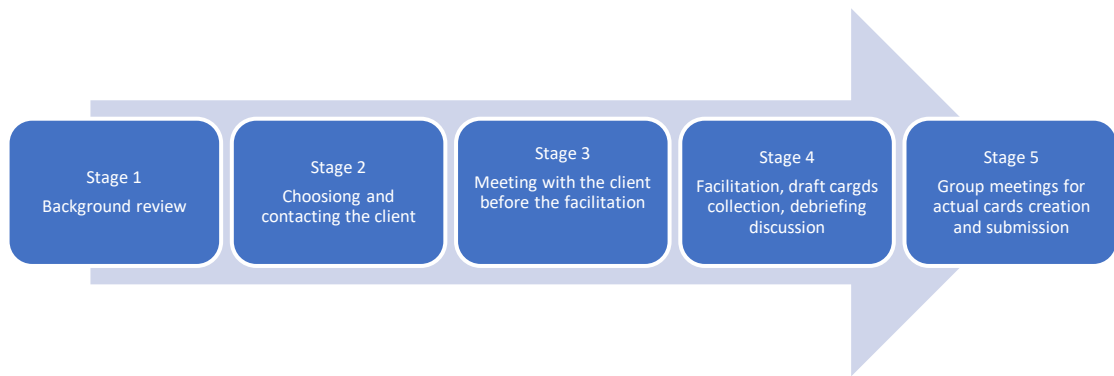 Stage 1
Background review
Stage 2
Choosiong and
contacting the client
Stage 3
Meeting with the client
before the facilitation
Stage 4
Facilitation, draft cargds
collection, debriefing
discussion
Stage 5
Group meetings for
actual cards creation
and submission